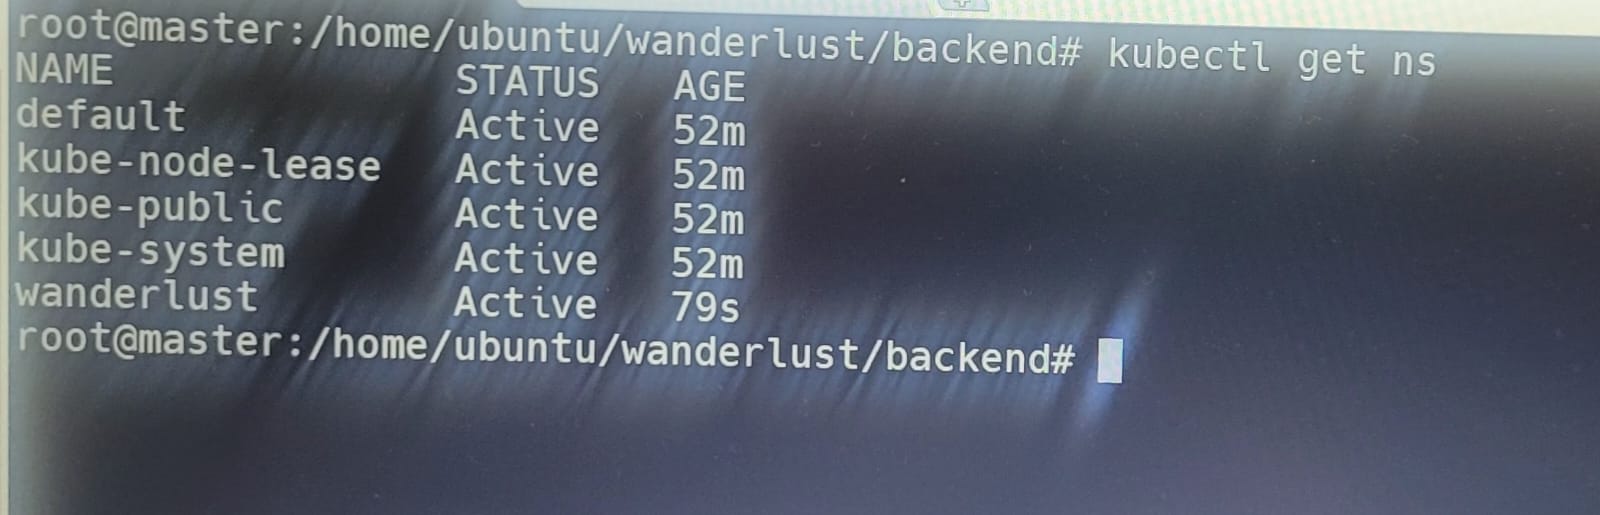 root@master:/home/ubuntu/wanderlust/backend# kubectl get ns
NAME STATUS AGE
default Active 52m
kube-node-lease Active 52m
kube-public Active 52m
kube-system Active 52m
wanderlust Active 79s
root@master:/home/ubuntu/wanderlust/backend#